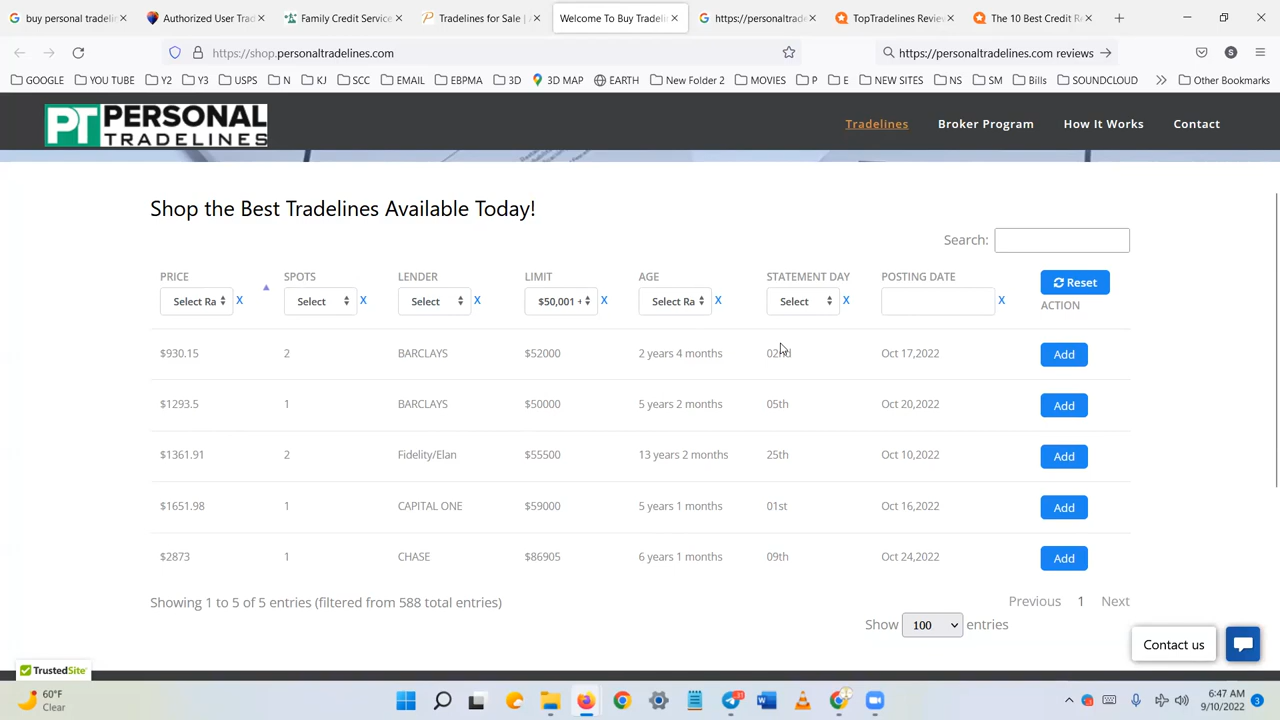 buy personal tradelin
Authorized User Trad
Family Credit Service
Tradelines for Sale |
Welcome To Buy Tradeli
https://personaltrade
TopTradelines Review
The 10 Best Credit Re
https://shop.personaltradelines.com
https://personaltradelines.com reviews
S
GOOGLE
YOU TUBE
Y2
Y3
USPS
N
KJ
SCC
EMAIL
EBPMA
3D
3D MAP
EARTH
New Folder 2
MOVIES
P
E
NEW SITES
NS
SM
Bills
SOUNDCLOUD
Other Bookmarks
PT PERSONAL
TRADELINES
Tradelines
Broker Program
How It Works
Contact
Shop the Best Tradelines Available Today!
Search:
PRICE SPOTS LENDER LIMIT AGE STATEMENT DAY POSTING DATE
Reset
ACTION
Select Ra X Select X Select X $50,001 + X Select Ra X Select X X
$930.15 2 BARCLAYS $52000 2 years 4 months 02nd Oct 17,2022 Add
$1293.5 1 BARCLAYS $50000 5 years 2 months 05th Oct 20,2022 Add
$1361.91 2 Fidelity/Elan $55500 13 years 2 months 25th Oct 10,2022 Add
$1651.98 1 CAPITAL ONE $59000 5 years 1 months 01st Oct 16,2022 Add
$2873 1 CHASE $86905 6 years 1 months 09th Oct 24,2022 Add
Showing 1 to 5 of 5 entries (filtered from 588 total entries)
Previous 1 Next
Show 100 entries
Contact us
TrustedSite
60°F
Clear
6:47 AM
9/10/2022
3